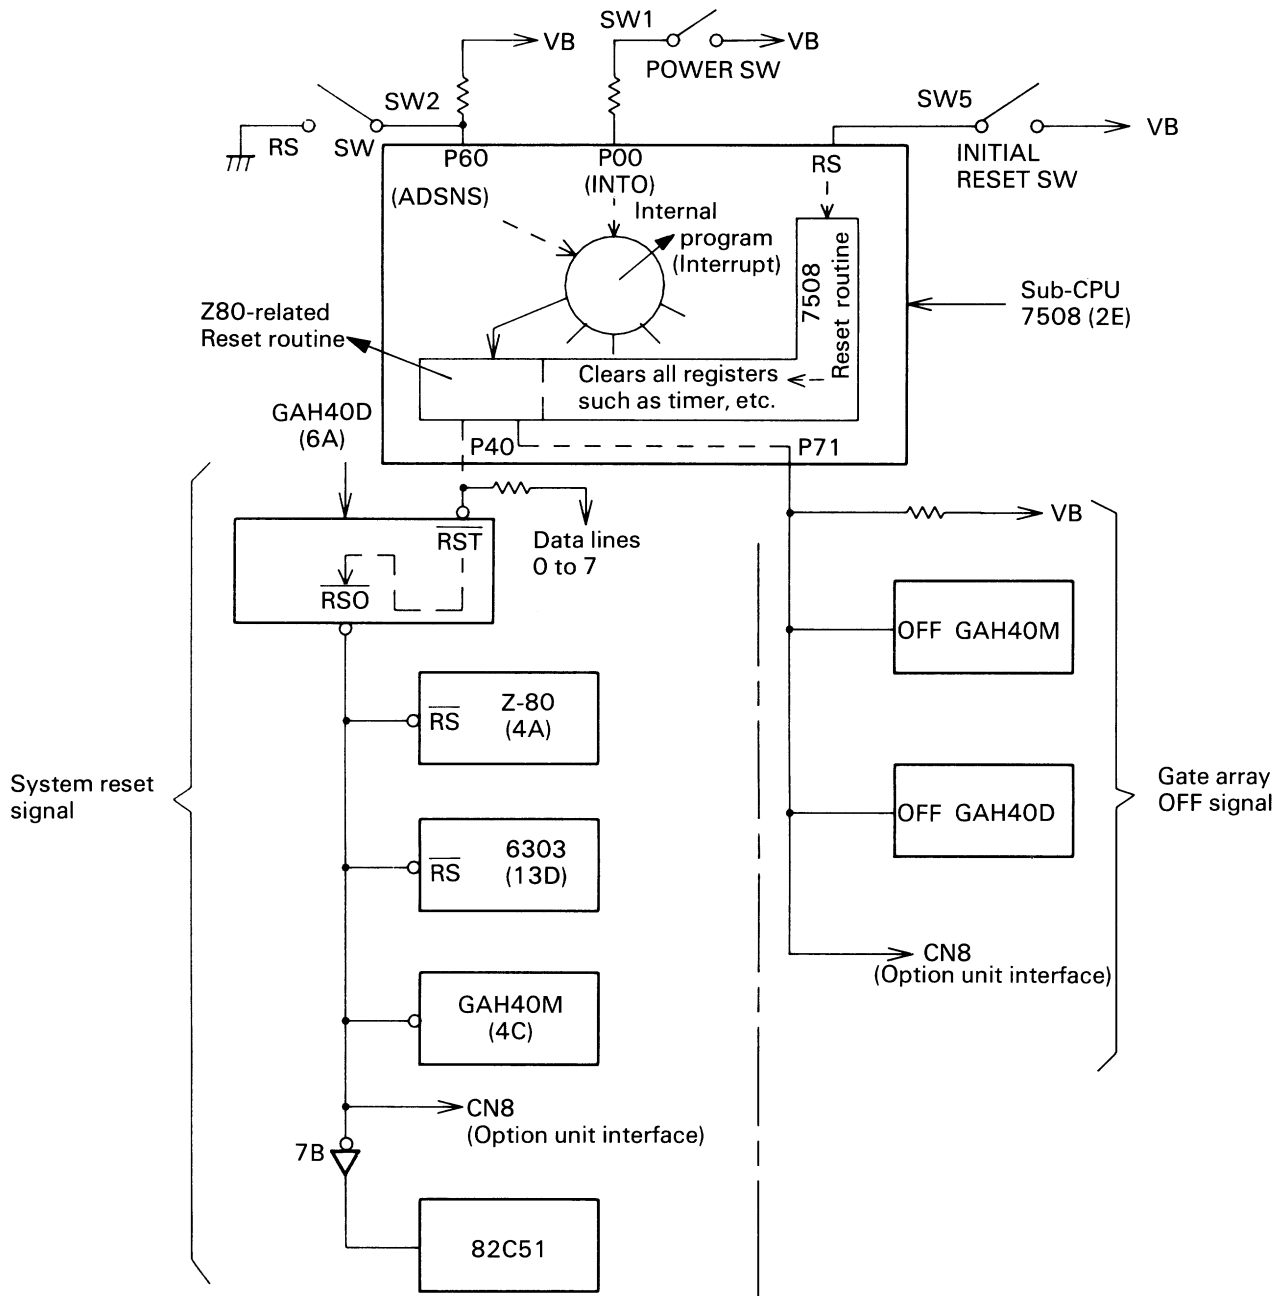 SW1
VB
VB
POWER SW
SW2
SW5
VB
RS
SW
INITIAL
RESET SW
P60
(ADSNS)
P00
(INTO)
RS
Internal
program
(Interrupt)
7508
Reset routine
Sub-CPU
7508 (2E)
Z80-related
Reset routine
Clears all registers
such as timer, etc.
GAH40D
(6A)
P40
P71
RST
Data lines
0 to 7
VB
RSO
OFF GAH40M
RS
Z-80
(4A)
System reset
signal
Gate array
OFF signal
OFF GAH40D
RS
6303
(13D)
CN8
(Option unit interface)
GAH40M
(4C)
CN8
(Option unit interface)
7B
82C51